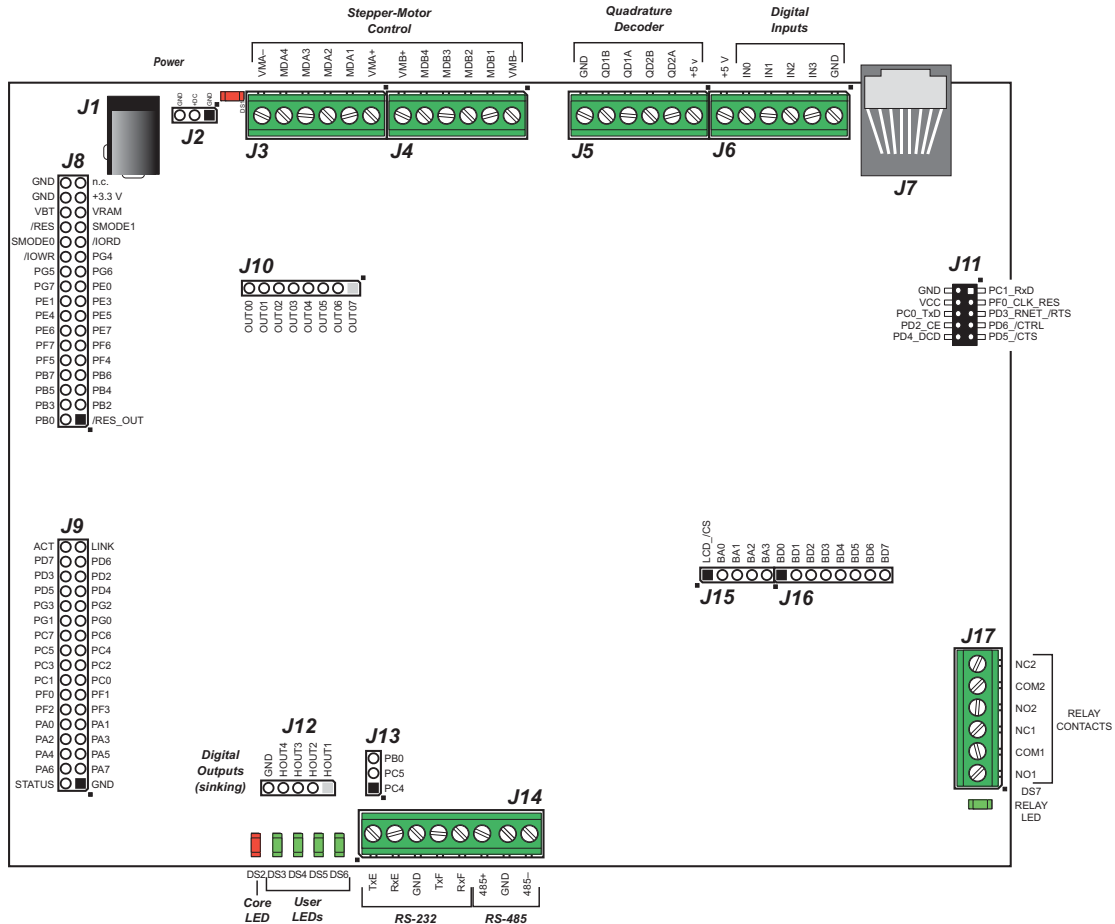 Stepper-Motor
Control
Quadrature
Decoder
Digital
Inputs
Power
VMA–
MDA4
MDA3
MDA2
MDA1
VMA+
VMB+
MDB4
MDB3
MDB2
MDB1
VMB–
GND
QD1B
QD1A
QD2B
QD2A
+5 v
+5 V
IN0
IN1
IN2
IN3
GND
J1
GND
+DC
GND
J2
J3
J4
J5
J6
J7
J8
GND n.c.
GND +3.3 V
VBT VRAM
/RES SMODE1
SMODE0 /IORD
/IOWR PG4
PG5 PG6
PG7 PE0
PE1 PE3
PE4 PE5
PE6 PE7
PF7 PF6
PF5 PF4
PB7 PB6
PB5 PB4
PB3 PB2
PB0 /RES_OUT
J10
OUT00
OUT01
OUT02
OUT03
OUT04
OUT05
OUT06
OUT07
J11
GND PC1_RxD
VCC PF0_CLK_RES
PC0_TxD PD3_RNET_/RTS
PD2_CE PD6_/CTRL
PD4_DCD PD5_/CTS
J9
ACT LINK
PD7 PD6
PD3 PD2
PD5 PD4
PG3 PG2
PG1 PG0
PC7 PC6
PC5 PC4
PC3 PC2
PC1 PC0
PF0 PF1
PF2 PF3
PA0 PA1
PA2 PA3
PA4 PA5
PA6 PA7
STATUS GND
LCD_/CS
BA0
BA1
BA2
BA3
BD0
BD1
BD2
BD3
BD4
BD5
BD6
BD7
J15
J16
J17
NC2
COM2
NO2
NC1
COM1
NO1
RELAY
CONTACTS
DS7
RELAY
LED
J12
Digital
Outputs
(sinking)
GND
HOUT4
HOUT3
HOUT2
HOUT1
J13
PB0
PC5
PC4
J14
DS2
DS3
DS4
DS5
DS6
Core
LED
User
LEDs
TxE
RxE
GND
TxF
RxF
485+
GND
485–
RS-232
RS-485